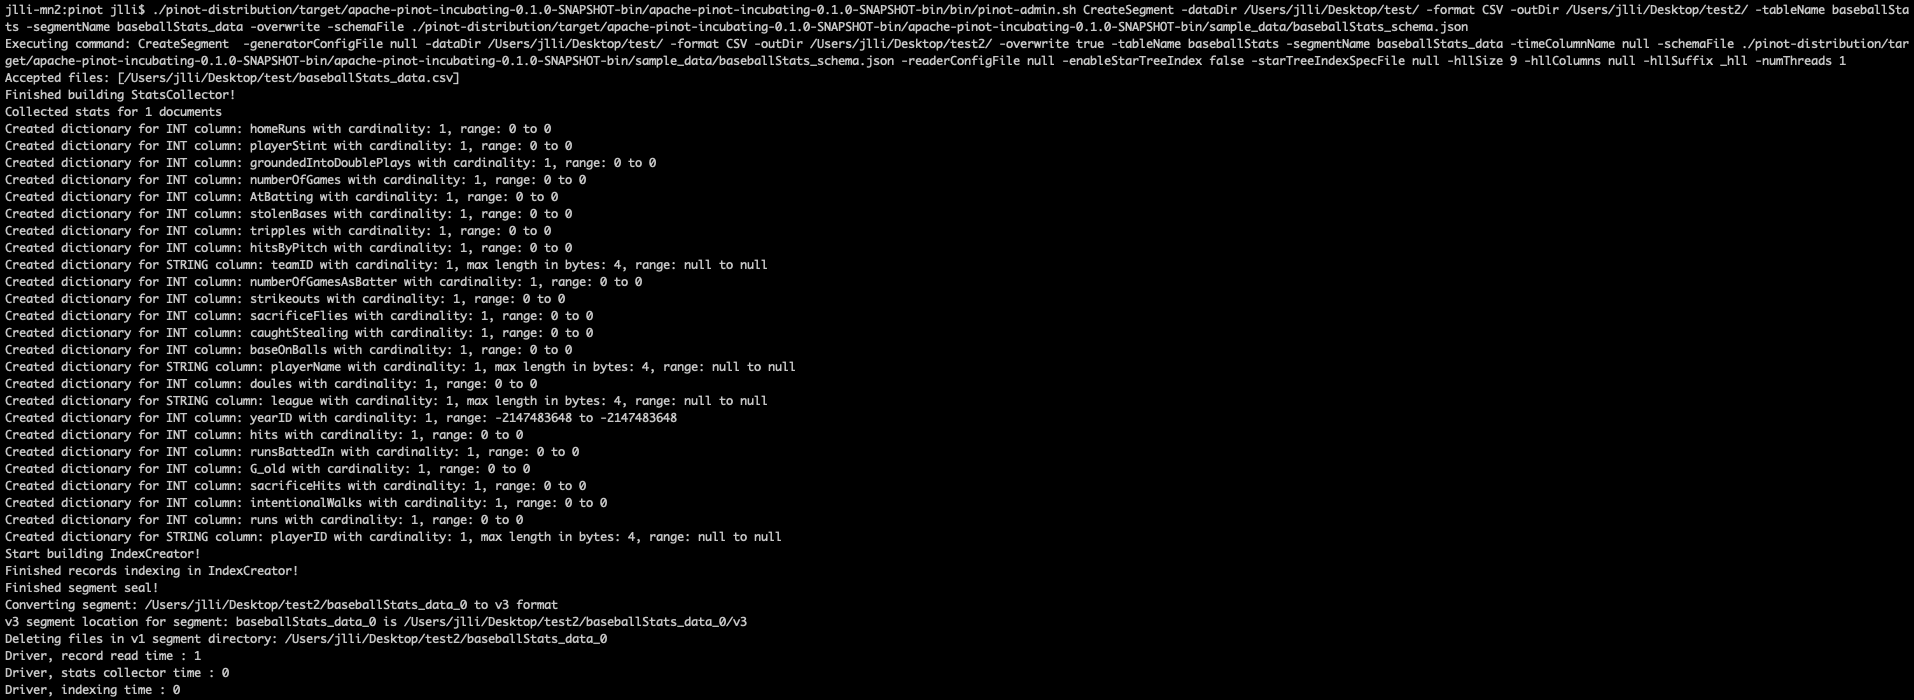 jlli-mn2:pinot jlli$ ./pinot-distribution/target/apache-pinot-incubating-0.1.0-SNAPSHOT-bin/apache-pinot-incubating-0.1.0-SNAPSHOT-bin/bin/pinot-admin.sh CreateSegment -dataDir /Users/jlli/Desktop/test/ -format CSV -outDir /Users/jlli/Desktop/test2/ -tableName baseballSta
ts -segmentName baseballStats_data -overwrite -schemaFile ./pinot-distribution/target/apache-pinot-incubating-0.1.0-SNAPSHOT-bin/apache-pinot-incubating-0.1.0-SNAPSHOT-bin/sample_data/baseballStats_schema.json
Executing command: CreateSegment  -generatorConfigFile null -dataDir /Users/jlli/Desktop/test/ -format CSV -outDir /Users/jlli/Desktop/test2/ -overwrite true -tableName baseballStats -segmentName baseballStats_data -timeColumnName null -schemaFile ./pinot-distribution/tar
get/apache-pinot-incubating-0.1.0-SNAPSHOT-bin/apache-pinot-incubating-0.1.0-SNAPSHOT-bin/sample_data/baseballStats_schema.json -readerConfigFile null -enableStarTreeIndex false -starTreeIndexSpecFile null -hllSize 9 -hllColumns null -hllSuffix _hll -numThreads 1
Accepted files: [/Users/jlli/Desktop/test/baseballStats_data.csv]
Finished building StatsCollector!
Collected stats for 1 documents
Created dictionary for INT column: homeRuns with cardinality: 1, range: 0 to 0
Created dictionary for INT column: playerStint with cardinality: 1, range: 0 to 0
Created dictionary for INT column: groundedIntoDoublePlays with cardinality: 1, range: 0 to 0
Created dictionary for INT column: numberOfGames with cardinality: 1, range: 0 to 0
Created dictionary for INT column: AtBatting with cardinality: 1, range: 0 to 0
Created dictionary for INT column: stolenBases with cardinality: 1, range: 0 to 0
Created dictionary for INT column: tripples with cardinality: 1, range: 0 to 0
Created dictionary for INT column: hitsByPitch with cardinality: 1, range: 0 to 0
Created dictionary for STRING column: teamID with cardinality: 1, max length in bytes: 4, range: null to null
Created dictionary for INT column: numberOfGamesAsBatter with cardinality: 1, range: 0 to 0
Created dictionary for INT column: strikeouts with cardinality: 1, range: 0 to 0
Created dictionary for INT column: sacrificeFlies with cardinality: 1, range: 0 to 0
Created dictionary for INT column: caughtStealing with cardinality: 1, range: 0 to 0
Created dictionary for INT column: baseOnBalls with cardinality: 1, range: 0 to 0
Created dictionary for STRING column: playerName with cardinality: 1, max length in bytes: 4, range: null to null
Created dictionary for INT column: doules with cardinality: 1, range: 0 to 0
Created dictionary for STRING column: league with cardinality: 1, max length in bytes: 4, range: null to null
Created dictionary for INT column: yearID with cardinality: 1, range: -2147483648 to -2147483648
Created dictionary for INT column: hits with cardinality: 1, range: 0 to 0
Created dictionary for INT column: runsBattedIn with cardinality: 1, range: 0 to 0
Created dictionary for INT column: G_old with cardinality: 1, range: 0 to 0
Created dictionary for INT column: sacrificeHits with cardinality: 1, range: 0 to 0
Created dictionary for INT column: intentionalWalks with cardinality: 1, range: 0 to 0
Created dictionary for INT column: runs with cardinality: 1, range: 0 to 0
Created dictionary for STRING column: playerID with cardinality: 1, max length in bytes: 4, range: null to null
Start building IndexCreator!
Finished records indexing in IndexCreator!
Finished segment seal!
Converting segment: /Users/jlli/Desktop/test2/baseballStats_data_0 to v3 format
v3 segment location for segment: baseballStats_data_0 is /Users/jlli/Desktop/test2/baseballStats_data_0/v3
Deleting files in v1 segment directory: /Users/jlli/Desktop/test2/baseballStats_data_0
Driver, record read time : 1
Driver, stats collector time : 0
Driver, indexing time : 0